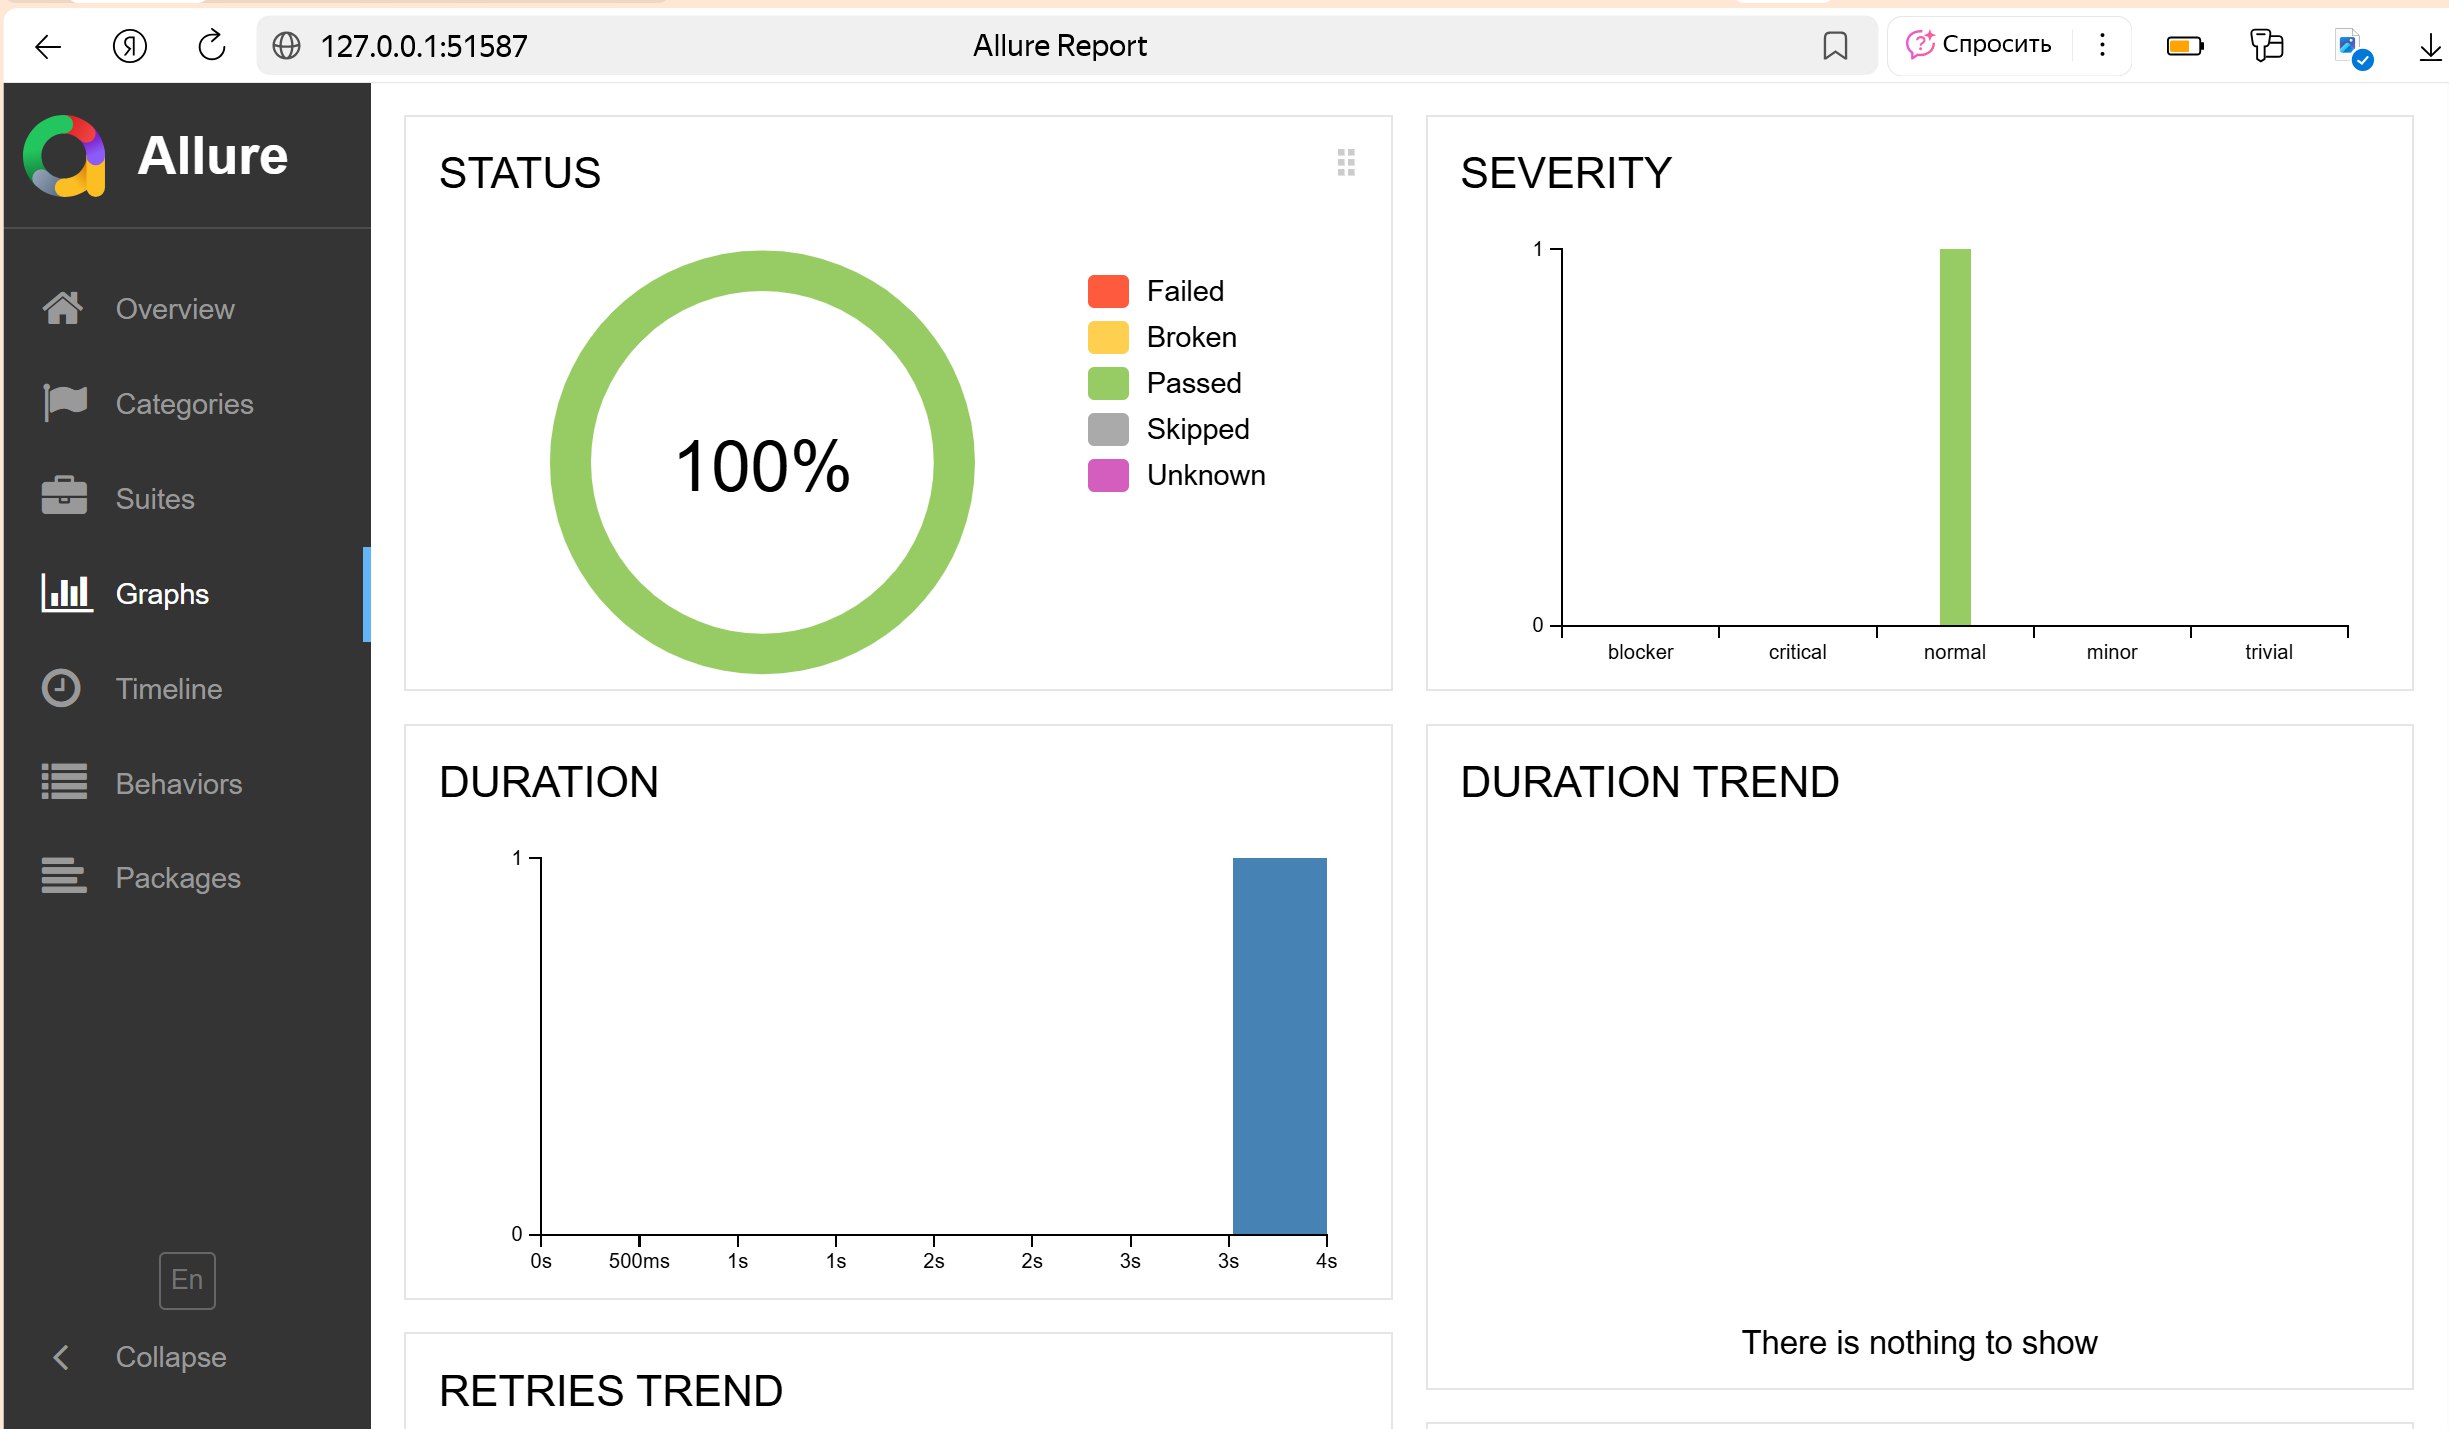 127.0.0.1:51587
Allure Report
Спросить
Allure
Overview
Categories
Suites
Graphs
Timeline
Behaviors
Packages
En
Collapse
STATUS
100%
Failed
Broken
Passed
Skipped
Unknown
SEVERITY
1
0
blocker critical normal minor trivial
DURATION
1
0
0s 500ms 1s 1s 2s 2s 3s 3s 4s
DURATION TREND
There is nothing to show
RETRIES TREND